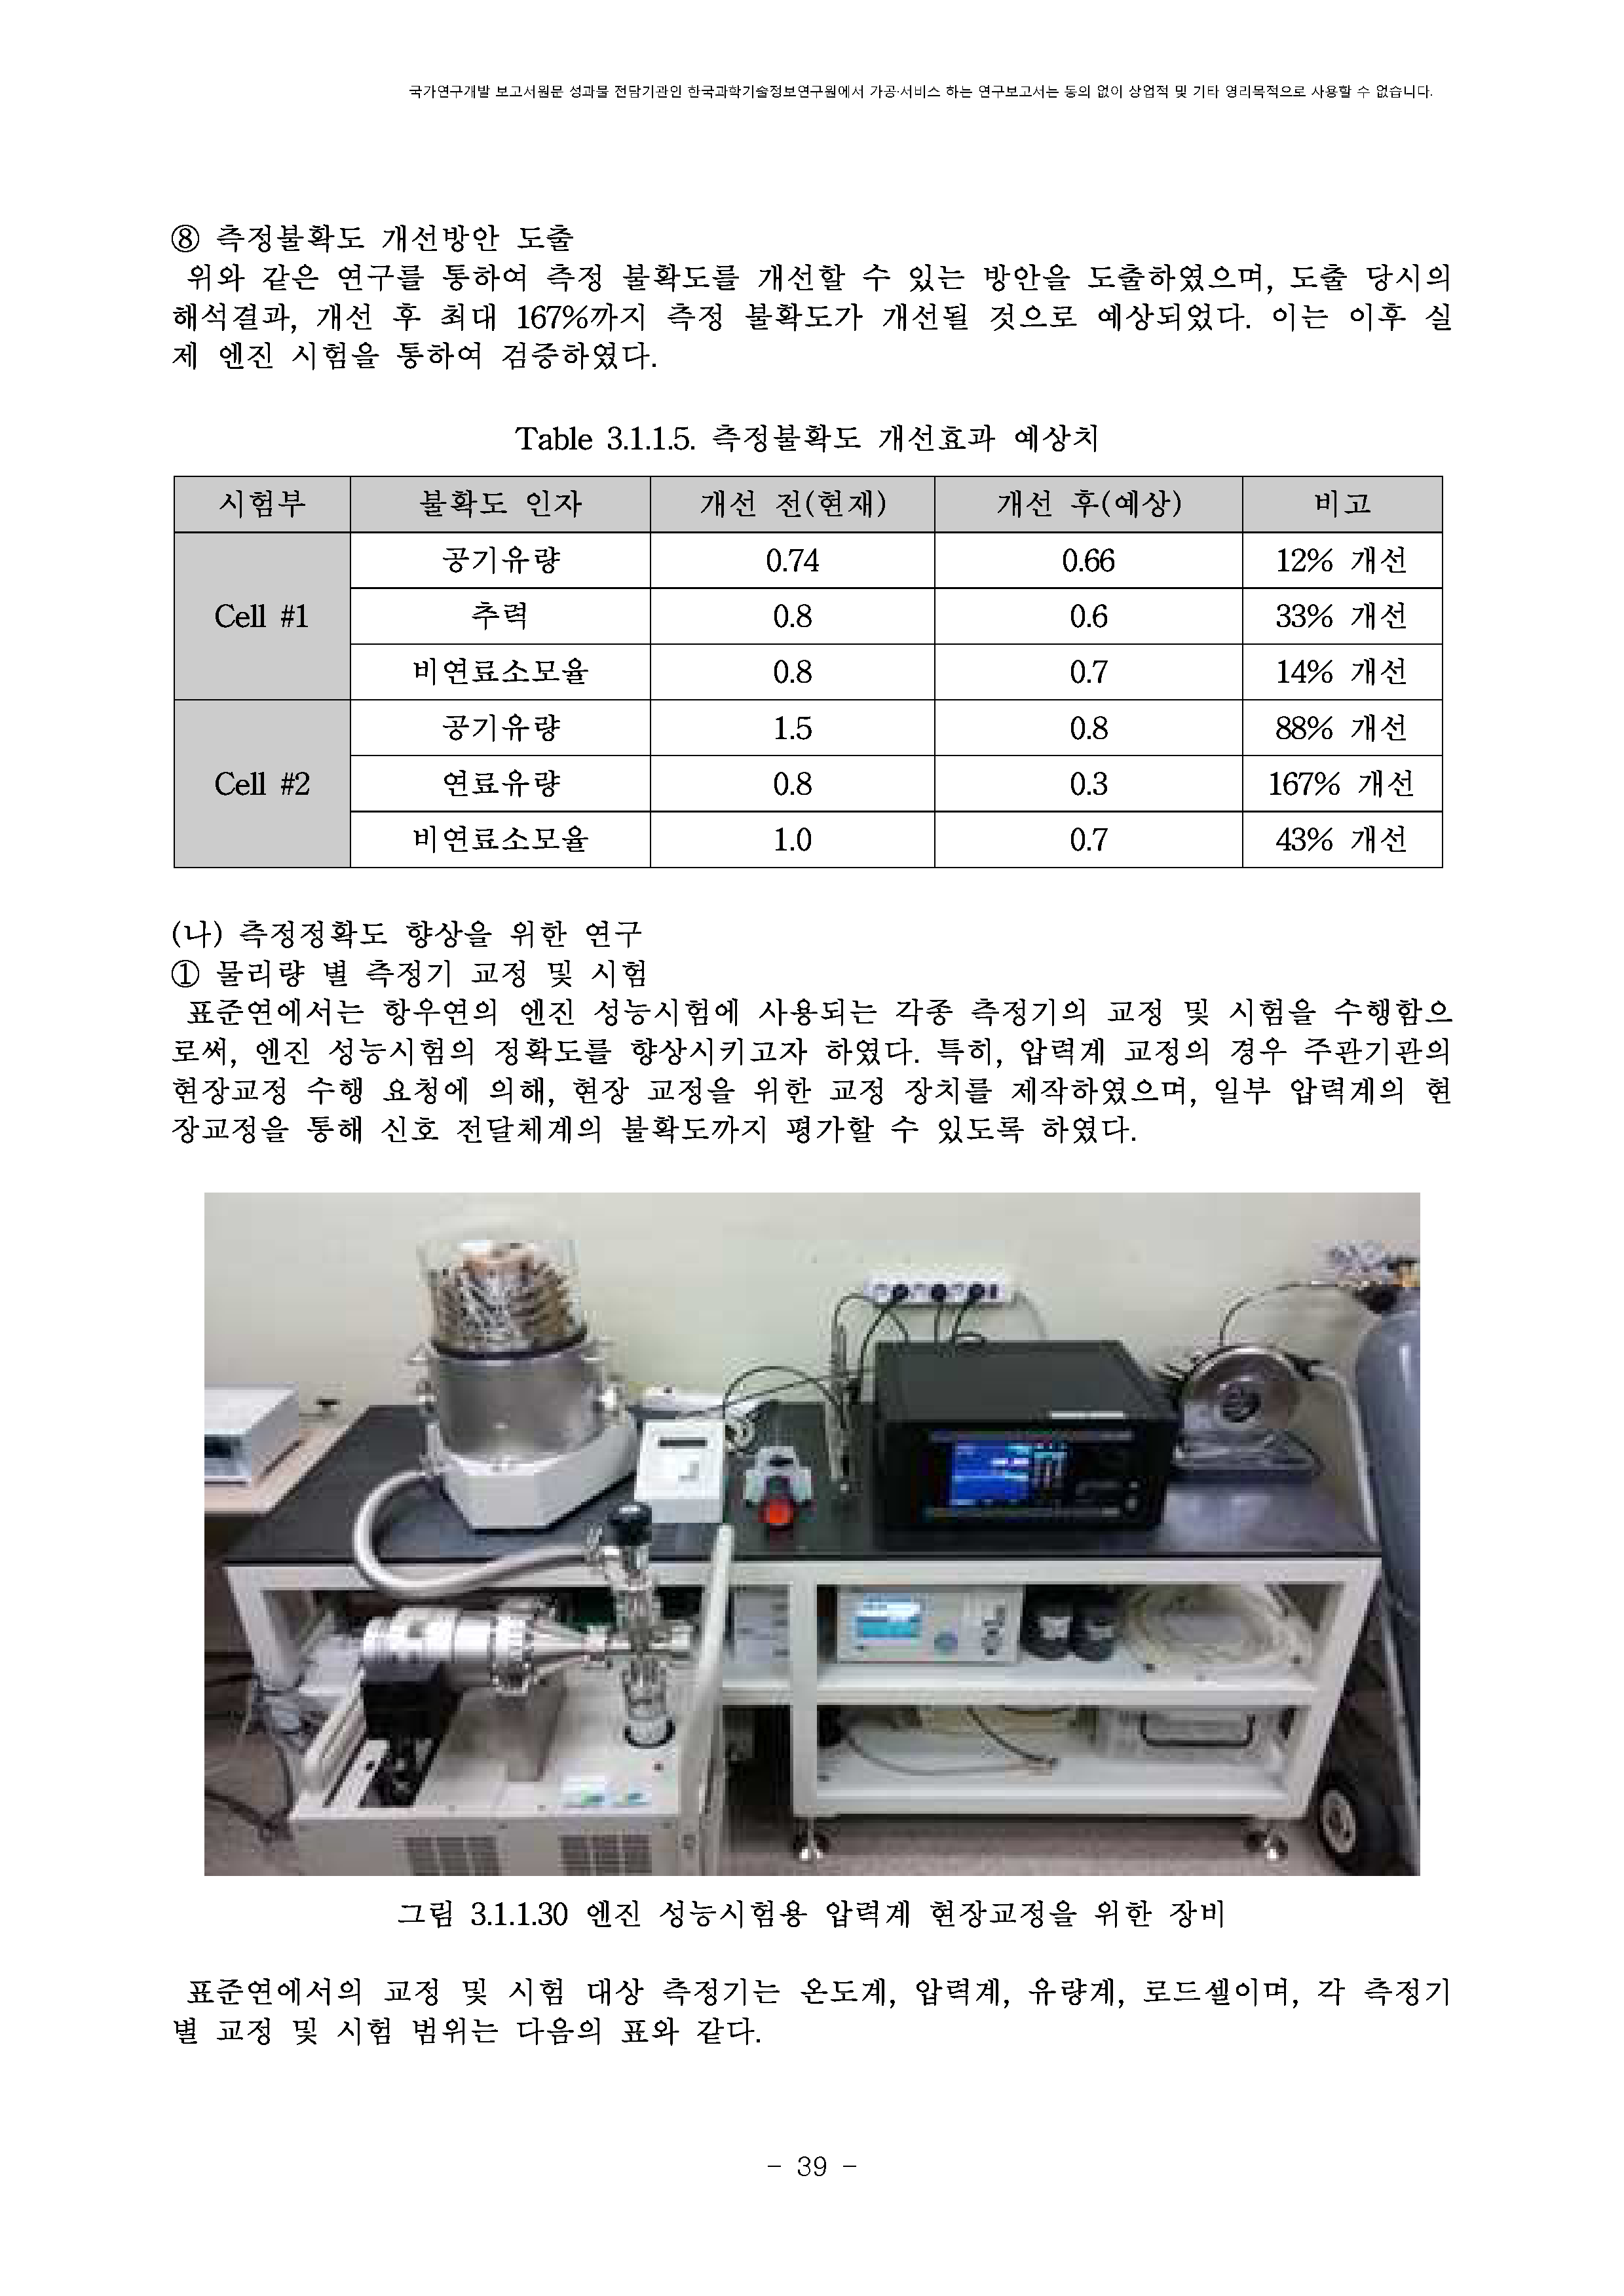 국가연구개발 보고서원문 성과물 전담기관인 한국과학기술정보연구원에서 가공·서비스 하는 연구보고서는 동의 없이 상업적 및 기타 영리목적으로 사용할 수 없습니다.
⑧ 측정불확도 개선방안 도출
위와 같은 연구를 통하여 측정 불확도를 개선할 수 있는 방안을 도출하였으며, 도출 당시의
해석결과, 개선 후 최대 167%까지 측정 불확도가 개선될 것으로 예상되었다. 이는 이후 실
제 엔진 시험을 통하여 검증하였다.
Table 3.1.1.5. 측정불확도 개선효과 예상치
시험부 불확도 인자 개선 전(현재) 개선 후(예상) 비고
Cell #1 공기유량 0.74 0.66 12% 개선
추력 0.8 0.6 33% 개선
비연료소모율 0.8 0.7 14% 개선
Cell #2 공기유량 1.5 0.8 88% 개선
연료유량 0.8 0.3 167% 개선
비연료소모율 1.0 0.7 43% 개선
(나) 측정정확도 향상을 위한 연구
① 물리량 별 측정기 교정 및 시험
표준연에서는 항우연의 엔진 성능시험에 사용되는 각종 측정기의 교정 및 시험을 수행함으
로써, 엔진 성능시험의 정확도를 향상시키고자 하였다. 특히, 압력계 교정의 경우 주관기관의
현장교정 수행 요청에 의해, 현장 교정을 위한 교정 장치를 제작하였으며, 일부 압력계의 현
장교정을 통해 신호 전달체계의 불확도까지 평가할 수 있도록 하였다.
그림 3.1.1.30 엔진 성능시험용 압력계 현장교정을 위한 장비
표준연에서의 교정 및 시험 대상 측정기는 온도계, 압력계, 유량계, 로드셀이며, 각 측정기
별 교정 및 시험 범위는 다음의 표와 같다.
- 39 -